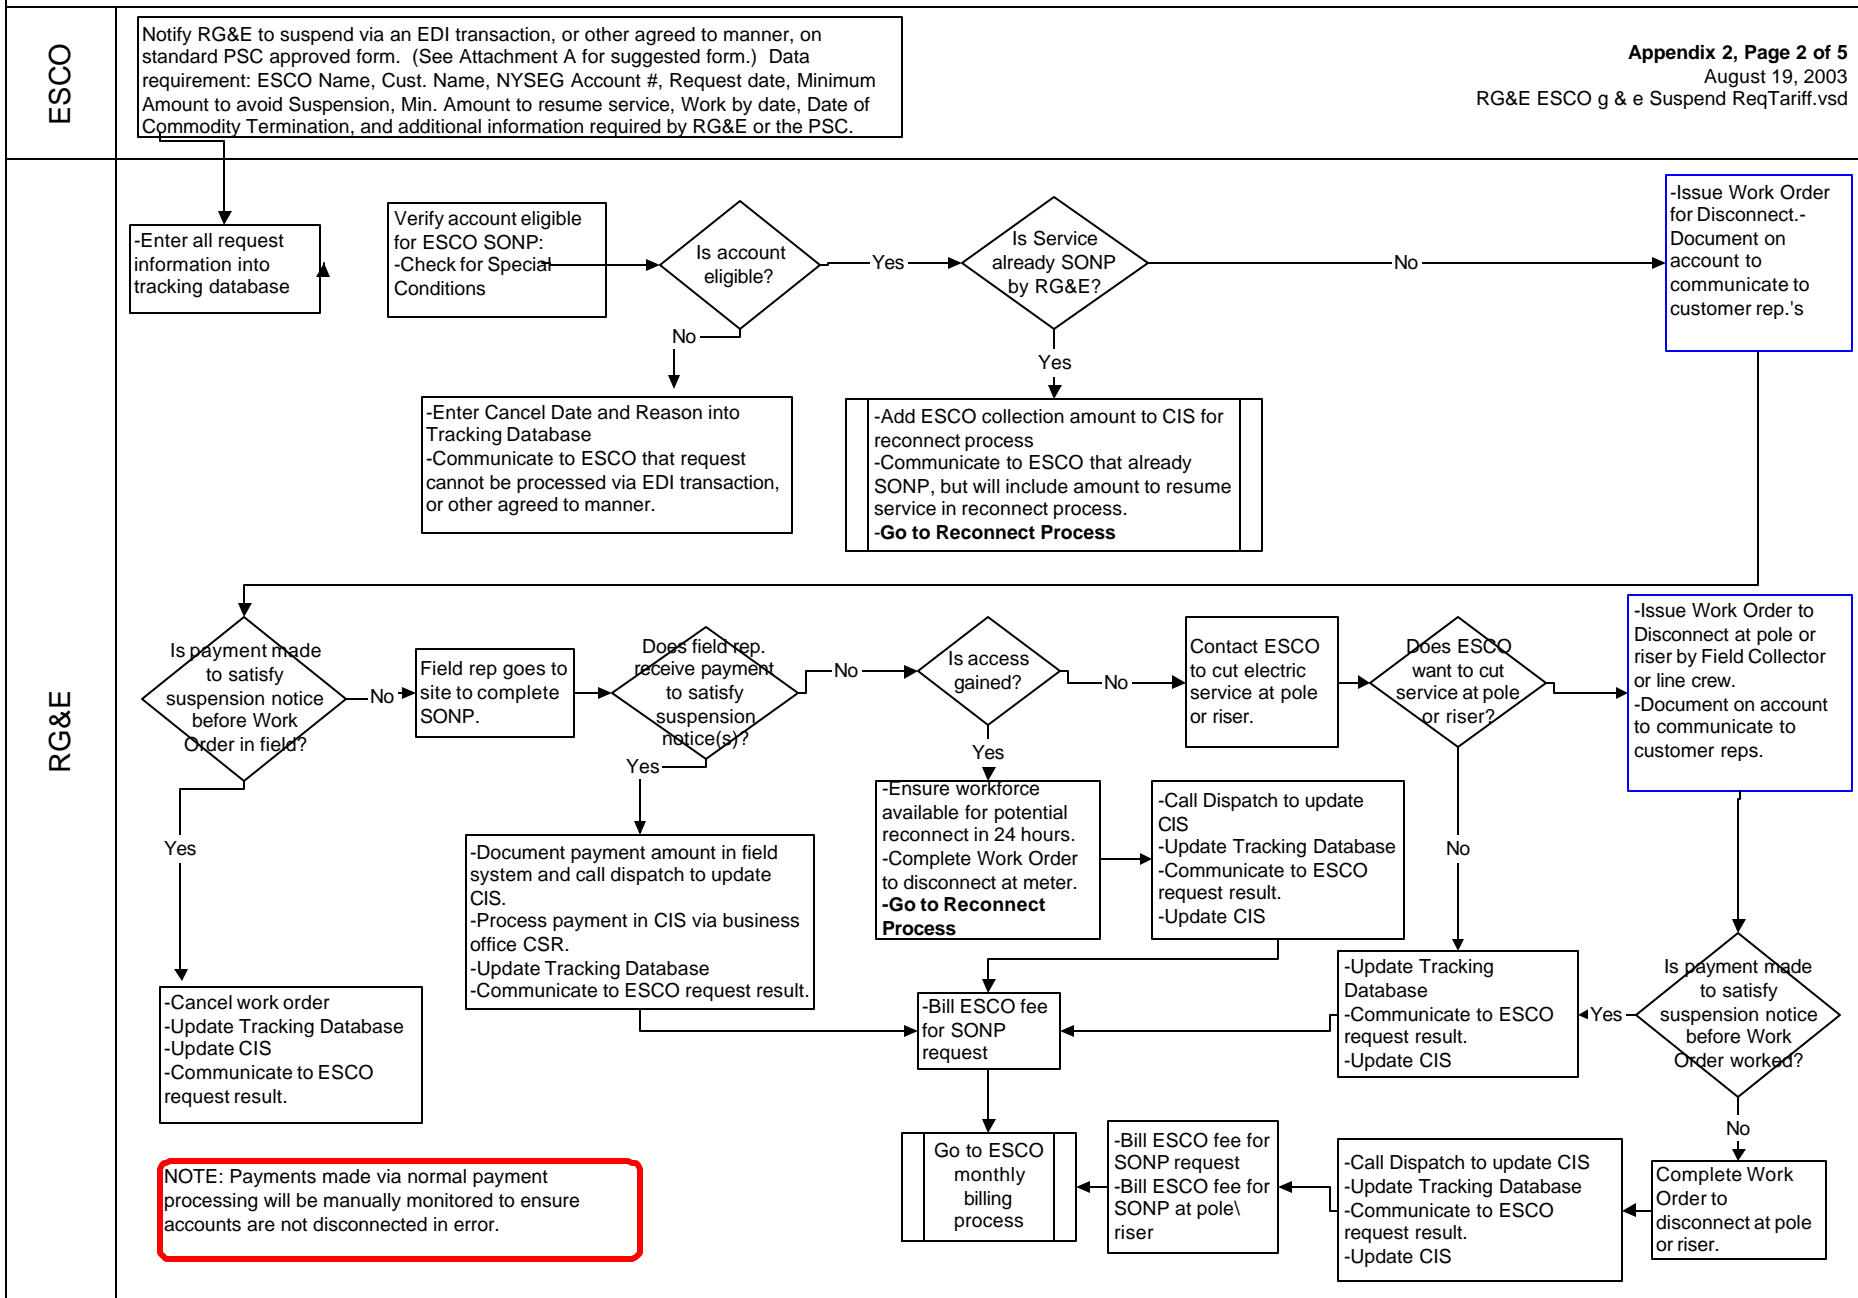 ESCO
Notify RG&E to suspend via an EDI transaction, or other agreed to manner, on
standard PSC approved form.  (See Attachment A for suggested form.)  Data
requirement: ESCO Name, Cust. Name, NYSEG Account #, Request date, Minimum
Amount to avoid Suspension, Min. Amount to resume service, Work by date, Date of
Commodity Termination, and additional information required by RG&E or the PSC.
Appendix 2, Page 2 of 5
August 19, 2003
RG&E ESCO g & e Suspend ReqTariff.vsd
RG&E
-Enter all request
information into
tracking database
Verify account eligible
for ESCO SONP:
-Check for Special
Conditions
Is account
eligible?
Yes
Is Service
already SONP
by RG&E?
No
-Issue Work Order
for Disconnect.-
Document on
account to
communicate to
customer rep.'s
No
Yes
-Enter Cancel Date and Reason into
Tracking Database
-Communicate to ESCO that request
cannot be processed via EDI transaction,
or other agreed to manner.
-Add ESCO collection amount to CIS for
reconnect process
-Communicate to ESCO that already
SONP, but will include amount to resume
service in reconnect process.
-Go to Reconnect Process
Is payment made
to satisfy
suspension notice
before Work
Order in field?
No
Field rep goes to
site to complete
SONP.
Does field rep.
receive payment
to satisfy
suspension
notice(s)?
No
Is access
gained?
No
Contact ESCO
to cut electric
service at pole
or riser.
Does ESCO
want to cut
service at pole
or riser?
-Issue Work Order to
Disconnect at pole or
riser by Field Collector
or line crew.
-Document on account
to communicate to
customer reps.
Yes
Yes
Yes
No
-Document payment amount in field
system and call dispatch to update
CIS.
-Process payment in CIS via business
office CSR.
-Update Tracking Database
-Communicate to ESCO request result.
-Ensure workforce
available for potential
reconnect in 24 hours.
-Complete Work Order
to disconnect at meter.
-Go to Reconnect
Process
-Call Dispatch to update
CIS
-Update Tracking Database
-Communicate to ESCO
request result.
-Update CIS
-Cancel work order
-Update Tracking Database
-Update CIS
-Communicate to ESCO
request result.
-Bill ESCO fee
for SONP
request
-Update Tracking
Database
-Communicate to ESCO
request result.
-Update CIS
Yes
Is payment made
to satisfy
suspension notice
before Work
Order worked?
No
NOTE: Payments made via normal payment
processing will be manually monitored to ensure
accounts are not disconnected in error.
Go to ESCO
monthly
billing
process
-Bill ESCO fee for
SONP request
-Bill ESCO fee for
SONP at pole\
riser
-Call Dispatch to update CIS
-Update Tracking Database
-Communicate to ESCO
request result.
-Update CIS
Complete Work
Order to
disconnect at pole
or riser.